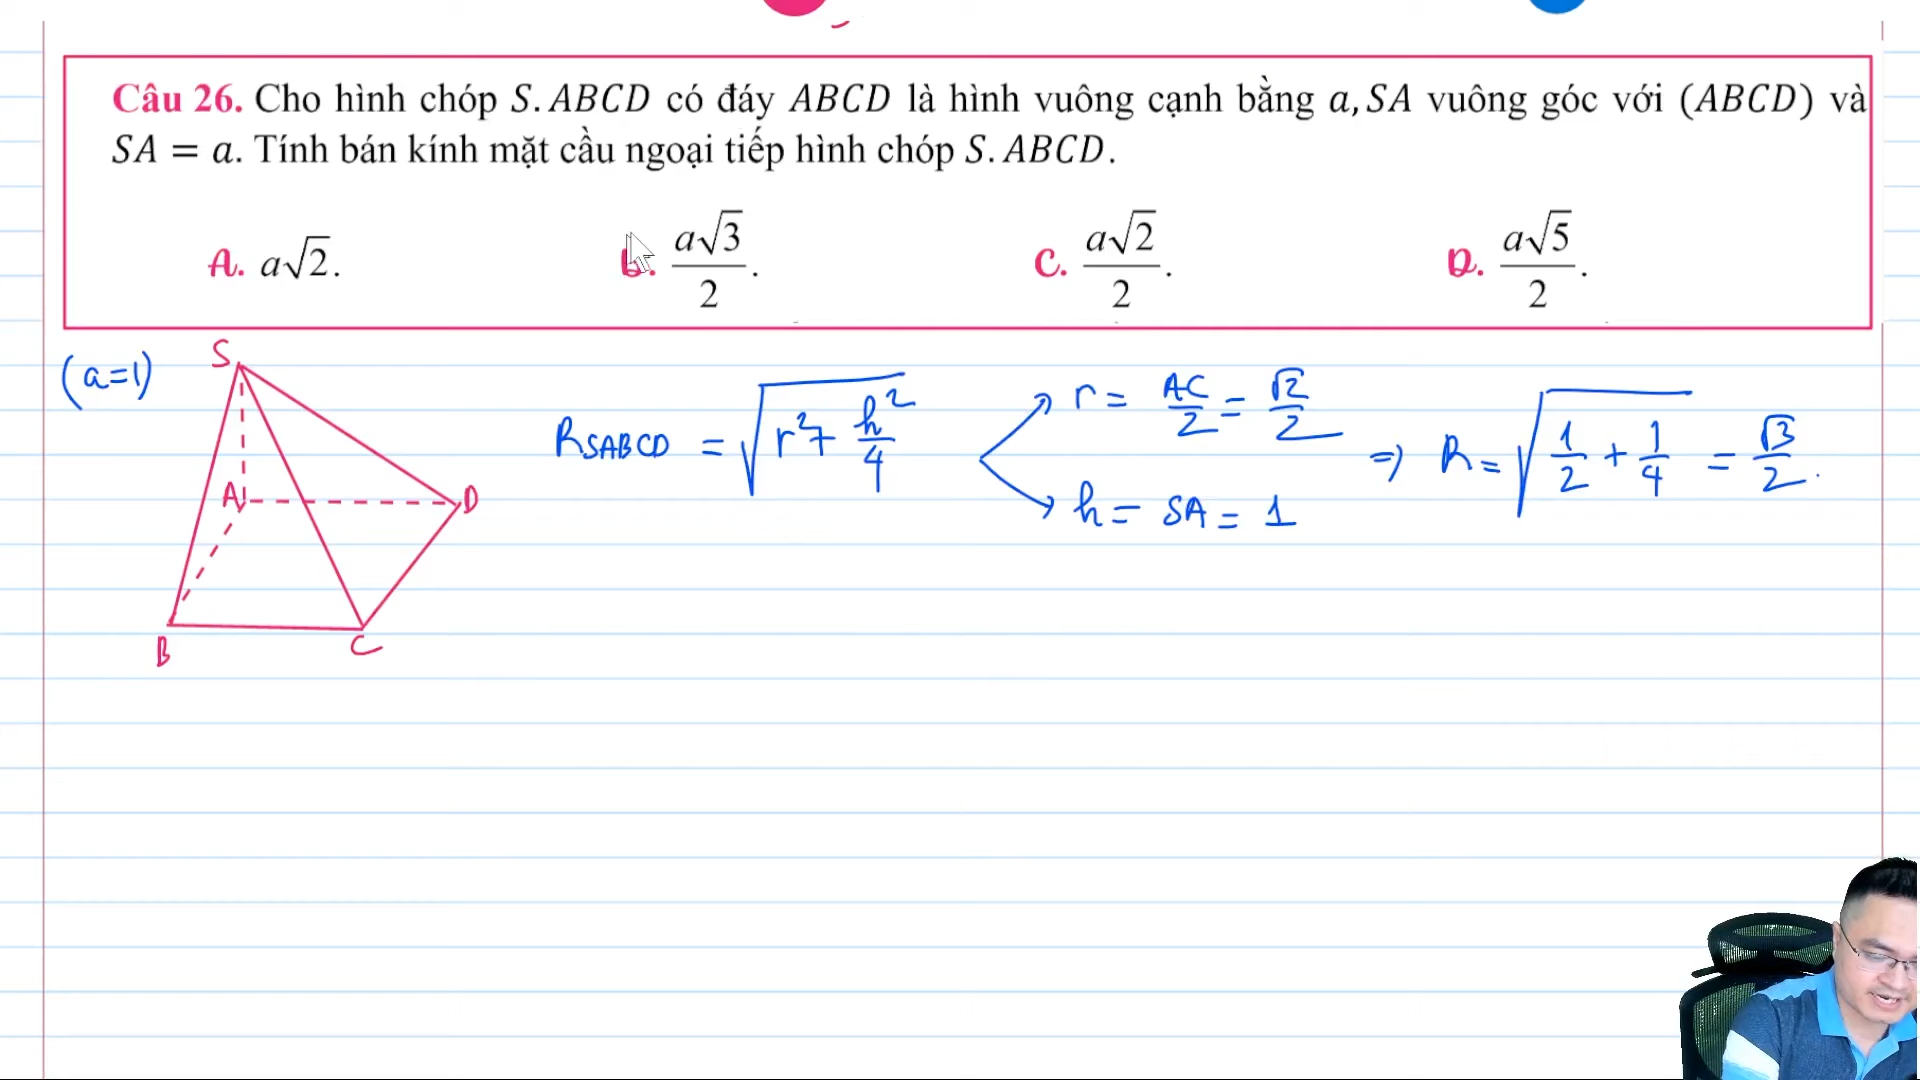 Câu 26. Cho hình chóp S.ABCD có đáy ABCD là hình vuông cạnh bằng a, SA vuông góc với (ABCD) và
SA = a. Tính bán kính mặt cầu ngoại tiếp hình chóp S.ABCD.
A. a√2. B. a√3/2. C. a√2/2. D. a√5/2.
(a=1)
S
A
D
B
C
R_SABCD = √(r² + h²/4)
r = AC/2 = √2/2
h = SA = 1
⇒ R = √(1/2 + 1/4) = √3/2.